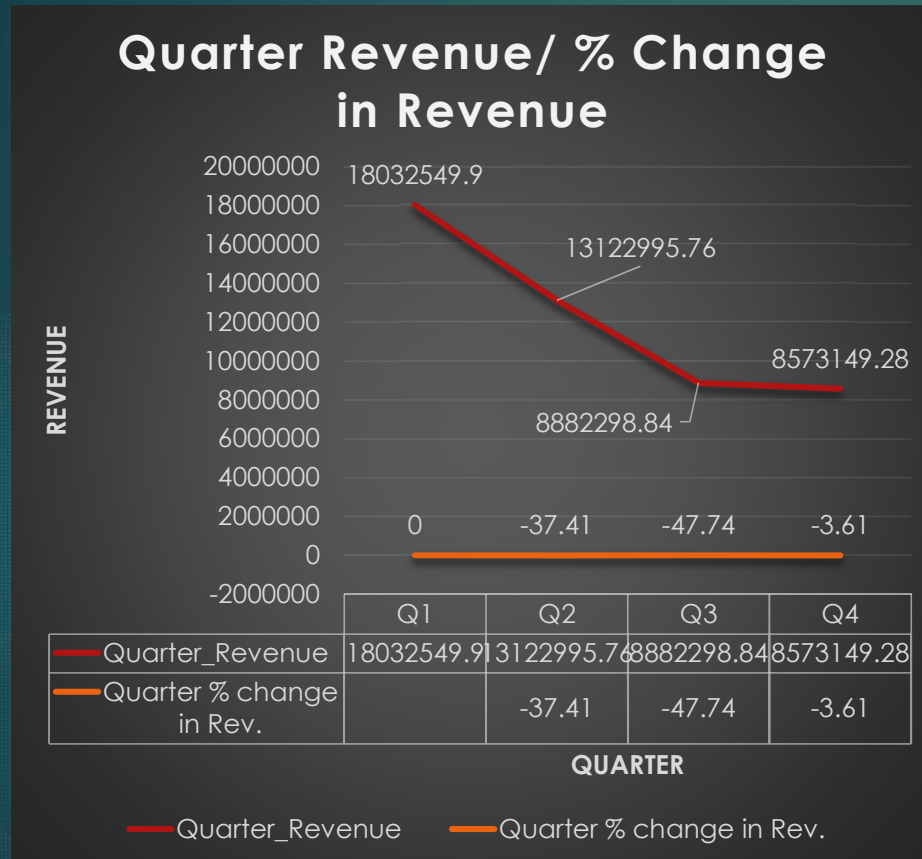 Quarter Revenue/ % Change
in Revenue
20000000
18000000
16000000
14000000
12000000
10000000
8000000
6000000
4000000
2000000
0
-2000000
REVENUE
18032549.9
13122995.76
8882298.84
8573149.28
0 -37.41 -47.74 -3.61
Q1 Q2 Q3 Q4
Quarter_Revenue 18032549.9 13122995.76 8882298.84 8573149.28
Quarter % change
in Rev.
-37.41 -47.74 -3.61
QUARTER
Quarter_Revenue Quarter % change in Rev.